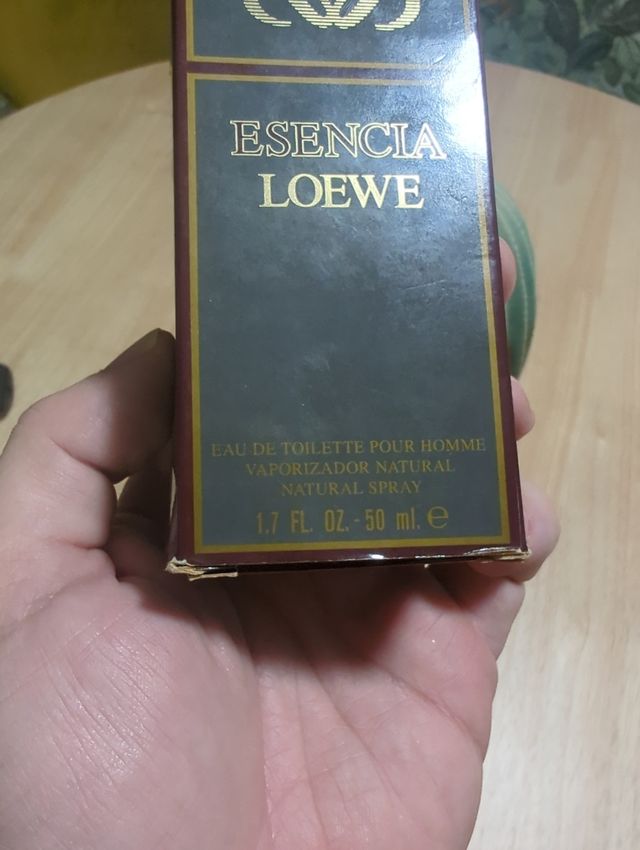 ESENCIA
LOEWE
EAU DE TOILETTE POUR HOMME
VAPORIZADOR NATURAL
NATURAL SPRAY
1.7 FL. OZ. - 50 ml. e